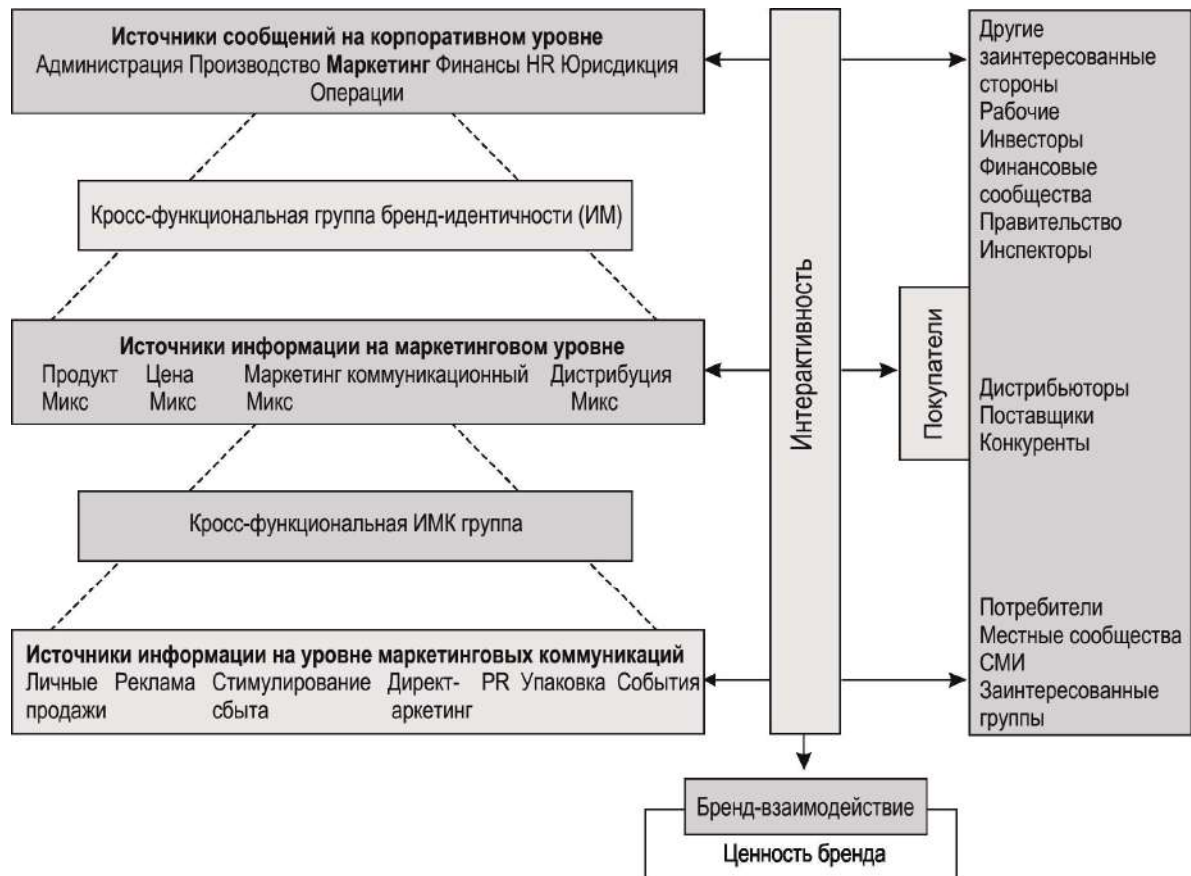 Источники сообщений на корпоративном уровне
Администрация Производство Маркетинг Финансы HR Юрисдикция
Операции
Кросс-функциональная группа бренд-идентичности (ИМ)
Источники информации на маркетинговом уровне
Продукт Цена Маркетинг коммуникационный Дистрибуция
Микс Микс Микс Микс
Кросс-функциональная ИМК группа
Источники информации на уровне маркетинговых коммуникаций
Личные Реклама Стимулирование Директ- PR Упаковка События
продажи сбыта аркетинг
Интерактивность
Покупатели
Другие
заинтересованные
стороны
Рабочие
Инвесторы
Финансовые
сообщества
Правительство
Инспекторы
Дистрибьюторы
Поставщики
Конкуренты
Потребители
Местные сообщества
СМИ
Заинтересованные
группы
Бренд-взаимодействие
Ценность бренда